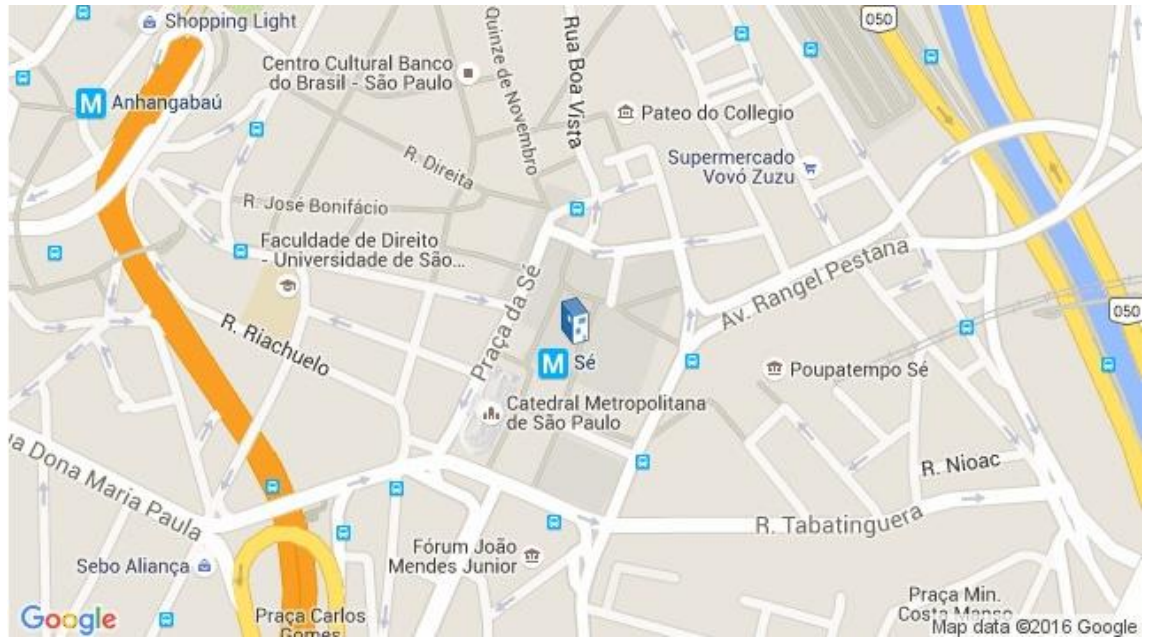 Shopping Light
050
Centro Cultural Banco
do Brasil - São Paulo
Quinze de Novembro
Rua Boa Vista
M Anhangabaú
Pateo do Collegio
R. Direita
Supermercado
Vovó Zuzu
R. José Bonifácio
Faculdade de Direito
- Universidade de São...
Praça da Sé
Av. Rangel Pestana
050
R. Riachuelo
M Sé
Poupatempo Sé
Catedral Metropolitana
de São Paulo
ua Dona Maria Paula
R. Nioac
R. Tabatinguera
Fórum João
Mendes Junior
Sebo Aliança
Praça Carlos
Gomes
Praça Min.
Costa Manso
Google
Map data ©2016 Google